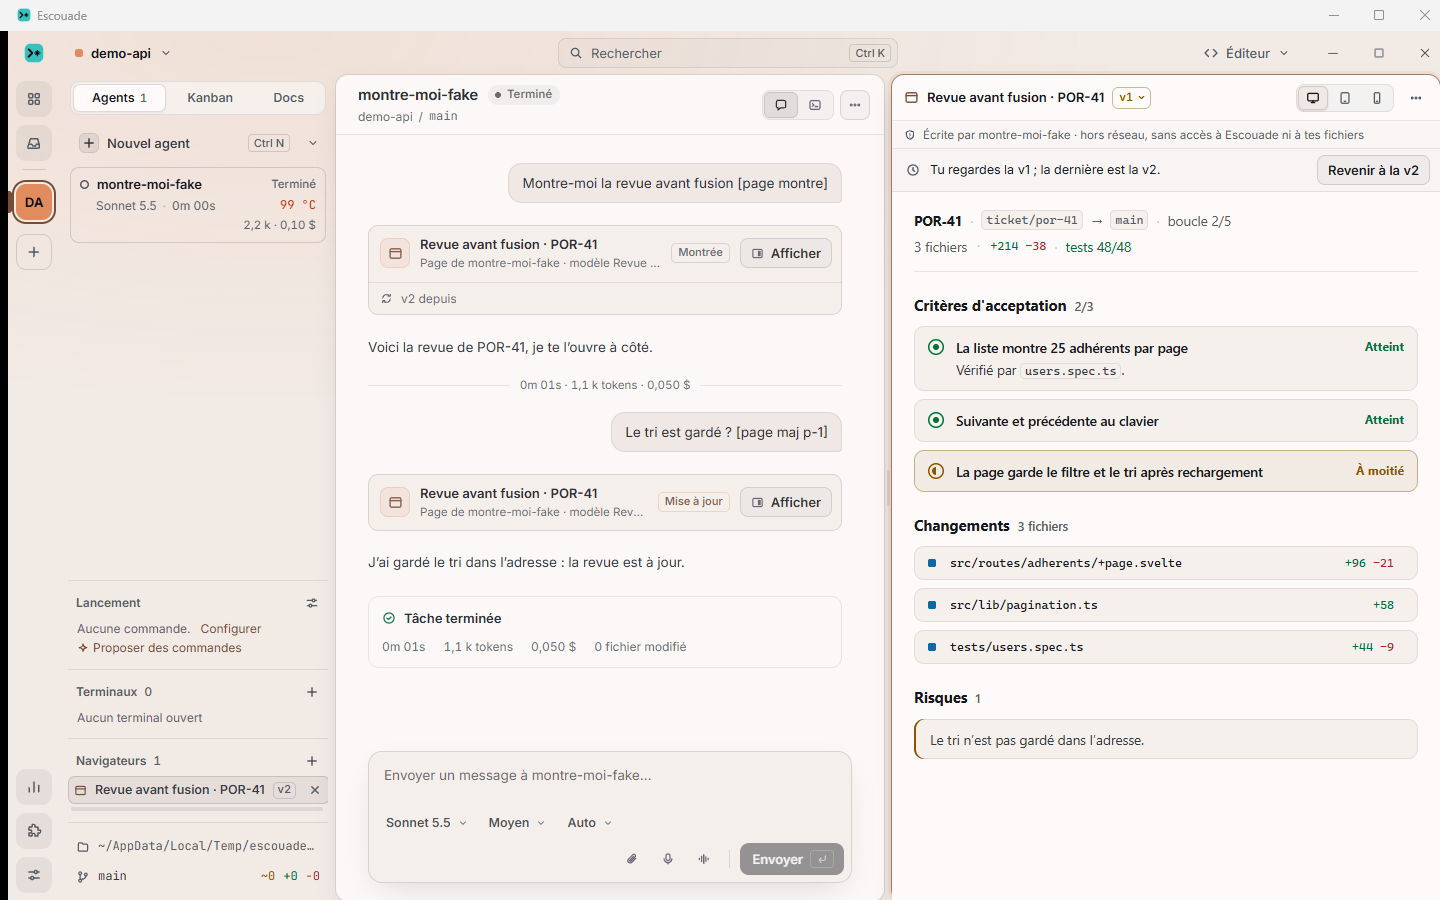 Escouade
demo-api
Rechercher
Ctrl K
Éditeur
Agents 1
Kanban
Docs
Nouvel agent
Ctrl N
DA
montre-moi-fake
Terminé
Sonnet 5.5 · 0m 00s
99 °C
2,2 k · 0,10 $
Lancement
Aucune commande. Configurer
Proposer des commandes
Terminaux 0
Aucun terminal ouvert
Navigateurs 1
Revue avant fusion · POR-41 v2
~/AppData/Local/Temp/escouade…
main
~0 +0 -0
montre-moi-fake
Terminé
demo-api / main
Montre-moi la revue avant fusion [page montre]
Revue avant fusion · POR-41
Page de montre-moi-fake · modèle Revue …
Montrée
Afficher
v2 depuis
Voici la revue de POR-41, je te l’ouvre à côté.
0m 01s · 1,1 k tokens · 0,050 $
Le tri est gardé ? [page maj p-1]
Revue avant fusion · POR-41
Page de montre-moi-fake · modèle Rev…
Mise à jour
Afficher
J’ai gardé le tri dans l’adresse : la revue est à jour.
Tâche terminée
0m 01s 1,1 k tokens 0,050 $ 0 fichier modifié
Envoyer un message à montre-moi-fake…
Sonnet 5.5
Moyen
Auto
Envoyer
Revue avant fusion · POR-41
v1
Écrite par montre-moi-fake · hors réseau, sans accès à Escouade ni à tes fichiers
Tu regardes la v1 ; la dernière est la v2.
Revenir à la v2
POR-41 · ticket/por-41 → main · boucle 2/5
3 fichiers · +214 −38 · tests 48/48
Critères d'acceptation 2/3
La liste montre 25 adhérents par page
Atteint
Vérifié par users.spec.ts.
Suivante et précédente au clavier
Atteint
La page garde le filtre et le tri après rechargement
À moitié
Changements 3 fichiers
src/routes/adherents/+page.svelte
+96 −21
src/lib/pagination.ts
+58
tests/users.spec.ts
+44 −9
Risques 1
Le tri n’est pas gardé dans l’adresse.